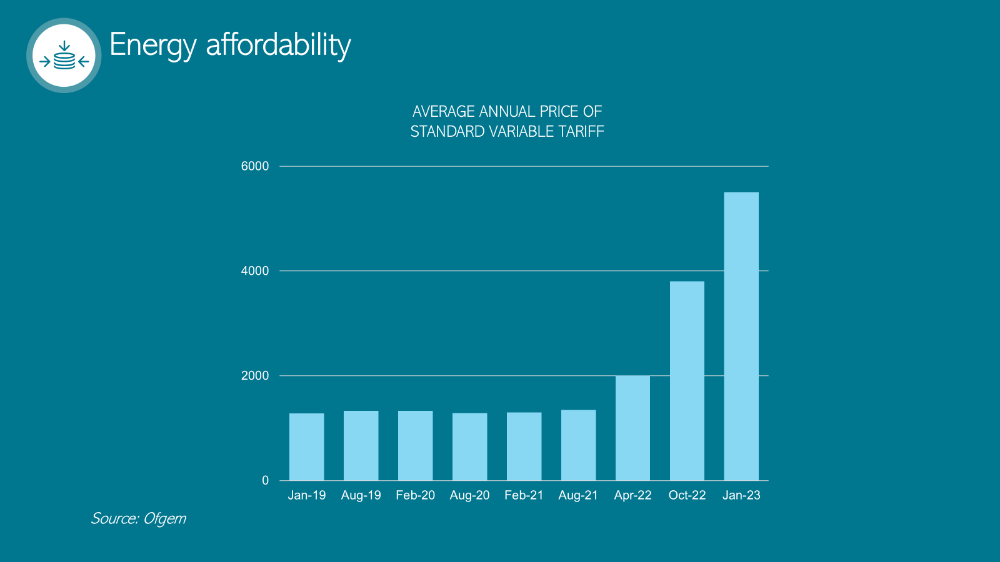 Energy affordability
AVERAGE ANNUAL PRICE OF
STANDARD VARIABLE TARIFF
6000
4000
2000
0
Jan-19 Aug-19 Feb-20 Aug-20 Feb-21 Aug-21 Apr-22 Oct-22 Jan-23
Source: Ofgem